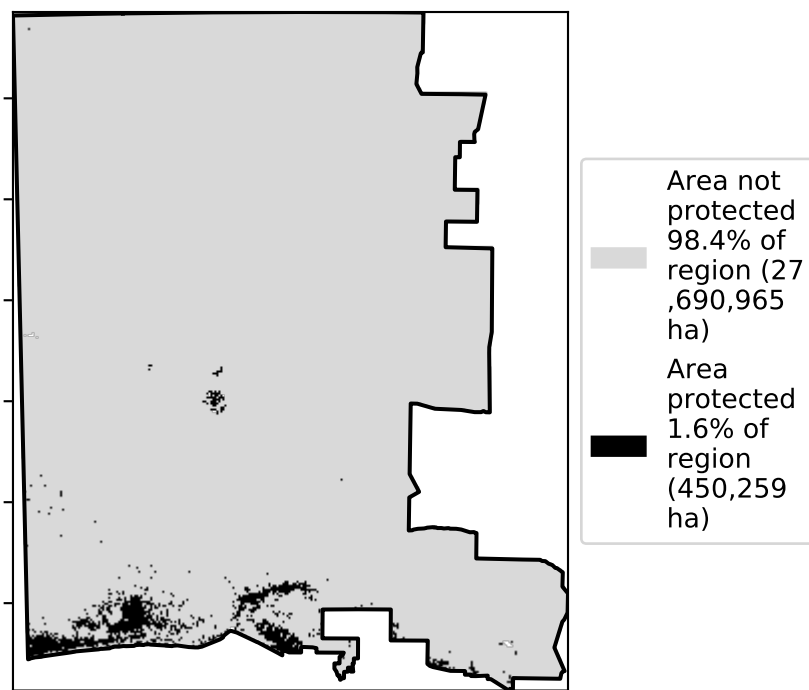 Area not
protected
98.4% of
region (27
,690,965
ha)
Area
protected
1.6% of
region
(450,259
ha)